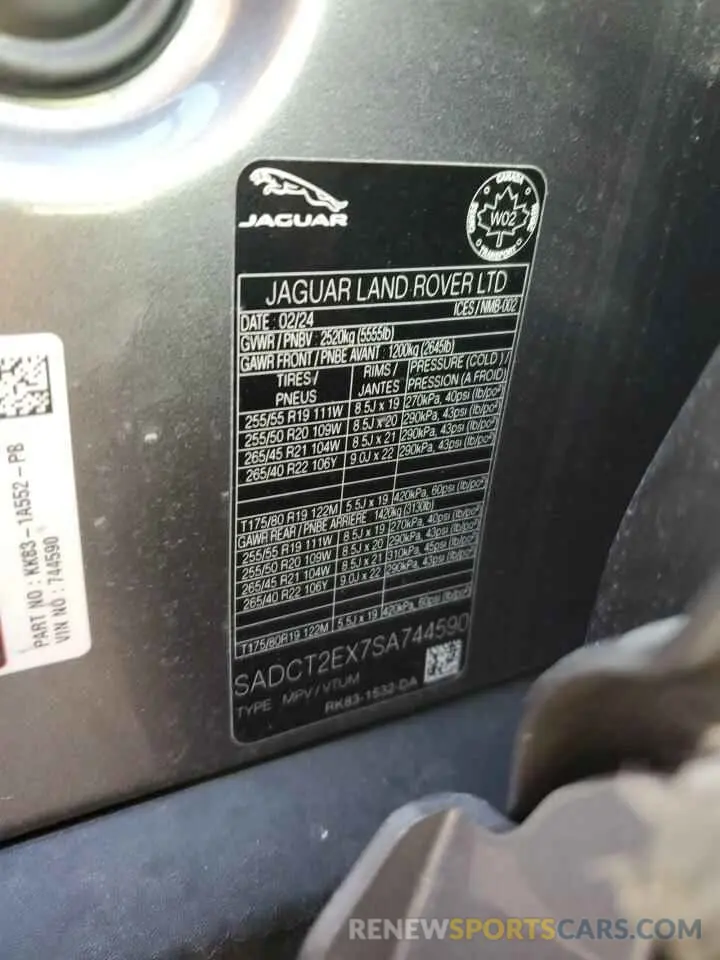 JAGUAR
CANADA
W02
TRANSPORT
JAGUAR LAND ROVER LTD
DATE: 02/24 ICES/NMB-002
GVWR / PNBV : 2520kg (5555lb)
GAWR FRONT / PNBE AVANT : 1200kg (2645lb)
TIRES/ RIMS / PRESSURE (COLD) /
PNEUS JANTES PRESSION (A FROID)
255/55 R19 111W 8.5J x 19 270kPa, 40psi (lb/po²)
255/50 R20 109W 8.5J x 20 290kPa, 43psi (lb/po²)
265/45 R21 104W 8.5J x 21 290kPa, 43psi (lb/po²)
265/40 R22 106Y 9.0J x 22 290kPa, 43psi (lb/po²)
T175/80 R19 122M 5.5J x 19 420kPa, 60psi (lb/po²)
GAWR REAR / PNBE ARRIERE : 1420kg (3130lb)
255/55 R19 111W 8.5J x 19 270kPa, 40psi (lb/po²)
255/50 R20 109W 8.5J x 20 290kPa, 43psi (lb/po²)
265/45 R21 104W 8.5J x 21 310kPa, 45psi (lb/po²)
265/40 R22 106Y 9.0J x 22 290kPa, 43psi (lb/po²)
T175/80R19 122M 5.5J x 19 420kPa, 60psi (lb/po²)
SADCT2EX7SA744590
TYPE MPV / VTUM
RK83-1532-DA
PART NO : KK83-1A552-PB
VIN NO : 744590
RENEWSPORTSCARS.COM